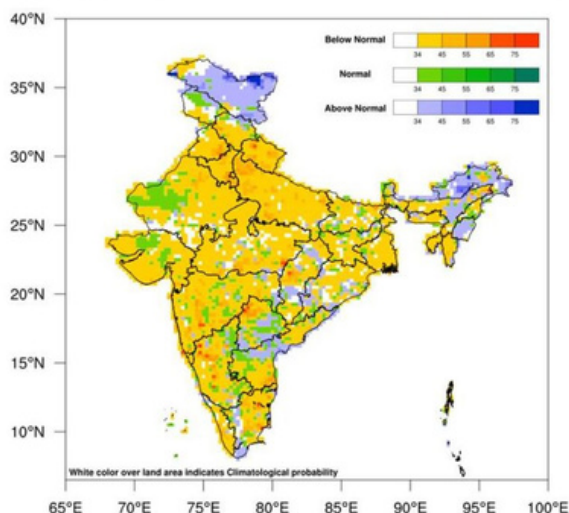 40°N
Below Normal
34 45 55 65 75
Normal
34 45 55 65 75
Above Normal
34 45 55 65 75
35°N
30°N
25°N
20°N
15°N
10°N
White color over land area indicates Climatological probability
65°E 70°E 75°E 80°E 85°E 90°E 95°E 100°E